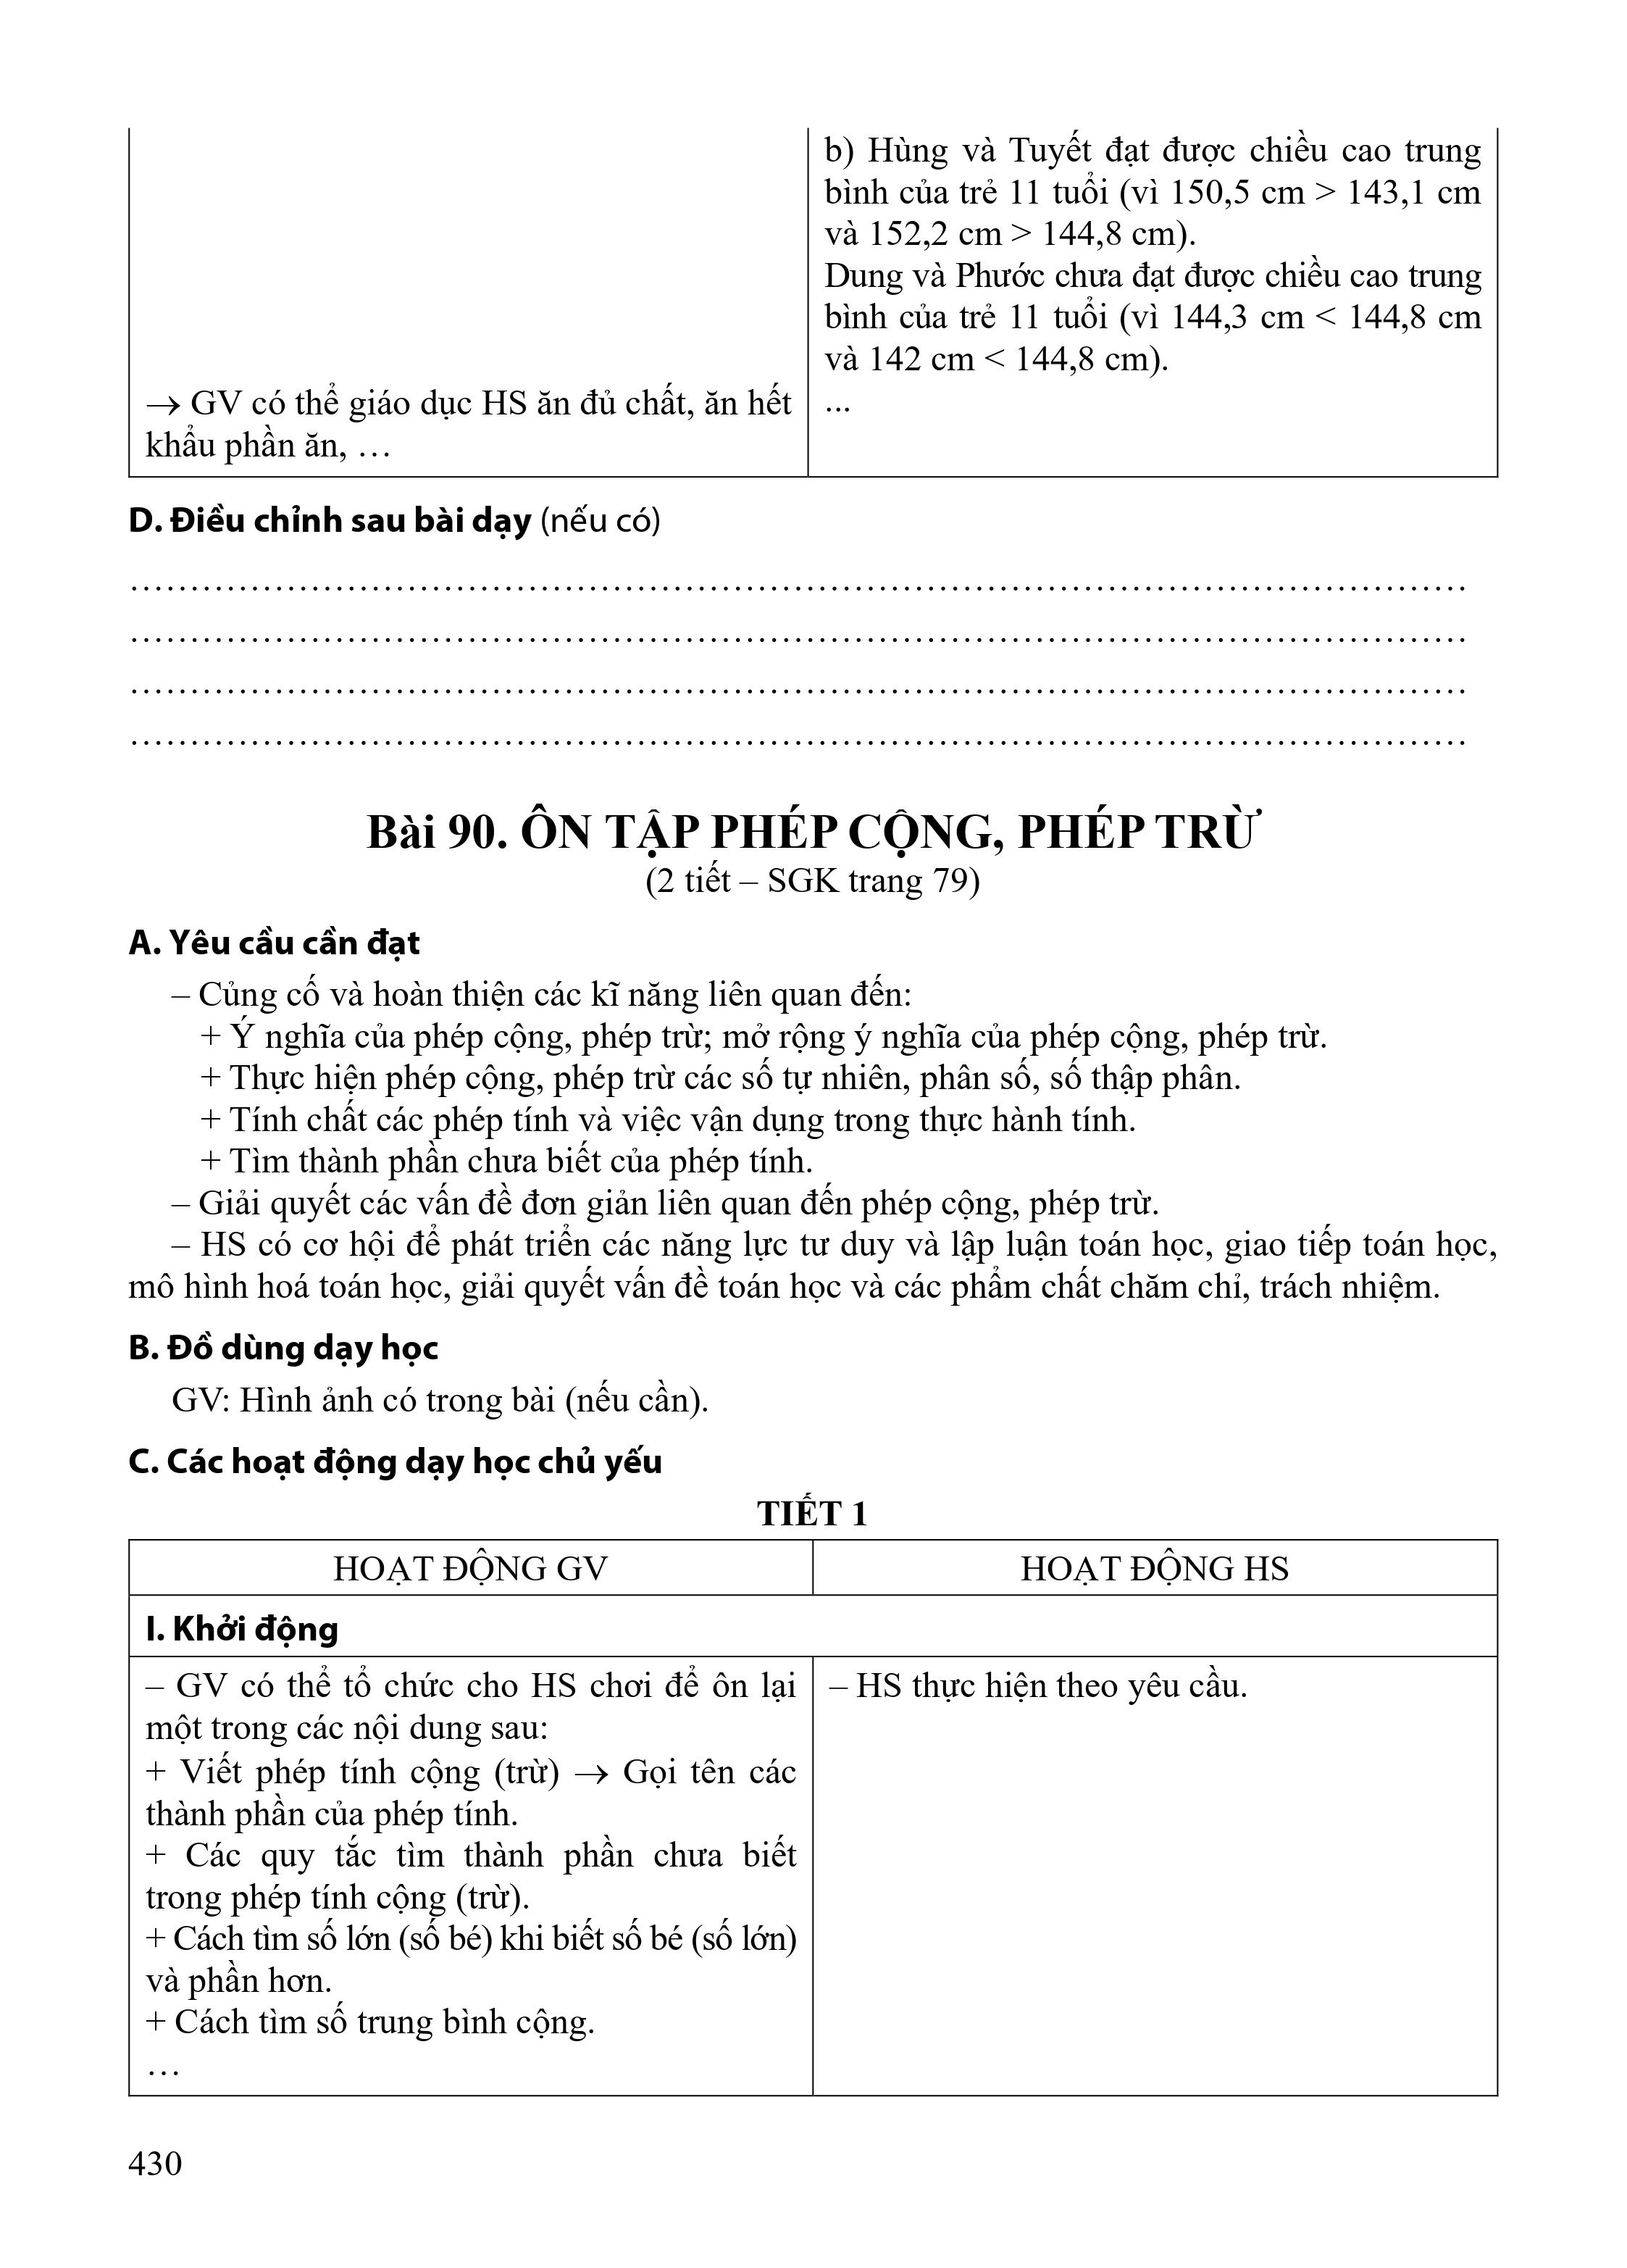 b) Hùng và Tuyết đạt được chiều cao trung
bình của trẻ 11 tuổi (vì 150,5 cm > 143,1 cm
và 152,2 cm > 144,8 cm).
Dung và Phước chưa đạt được chiều cao trung
bình của trẻ 11 tuổi (vì 144,3 cm < 144,8 cm
và 142 cm < 144,8 cm).
...
→ GV có thể giáo dục HS ăn đủ chất, ăn hết
khẩu phần ăn, …
D. Điều chỉnh sau bài dạy (nếu có)
………………………………………………………………………………………………
………………………………………………………………………………………………
………………………………………………………………………………………………
………………………………………………………………………………………………
Bài 90. ÔN TẬP PHÉP CỘNG, PHÉP TRỪ
(2 tiết – SGK trang 79)
A. Yêu cầu cần đạt
– Củng cố và hoàn thiện các kĩ năng liên quan đến:
+ Ý nghĩa của phép cộng, phép trừ; mở rộng ý nghĩa của phép cộng, phép trừ.
+ Thực hiện phép cộng, phép trừ các số tự nhiên, phân số, số thập phân.
+ Tính chất các phép tính và việc vận dụng trong thực hành tính.
+ Tìm thành phần chưa biết của phép tính.
– Giải quyết các vấn đề đơn giản liên quan đến phép cộng, phép trừ.
– HS có cơ hội để phát triển các năng lực tư duy và lập luận toán học, giao tiếp toán học,
mô hình hoá toán học, giải quyết vấn đề toán học và các phẩm chất chăm chỉ, trách nhiệm.
B. Đồ dùng dạy học
GV: Hình ảnh có trong bài (nếu cần).
C. Các hoạt động dạy học chủ yếu
TIẾT 1
HOẠT ĐỘNG GV
HOẠT ĐỘNG HS
I. Khởi động
– GV có thể tổ chức cho HS chơi để ôn lại
một trong các nội dung sau:
+ Viết phép tính cộng (trừ) → Gọi tên các
thành phần của phép tính.
+ Các quy tắc tìm thành phần chưa biết
trong phép tính cộng (trừ).
+ Cách tìm số lớn (số bé) khi biết số bé (số lớn)
và phần hơn.
+ Cách tìm số trung bình cộng.
…
– HS thực hiện theo yêu cầu.
430